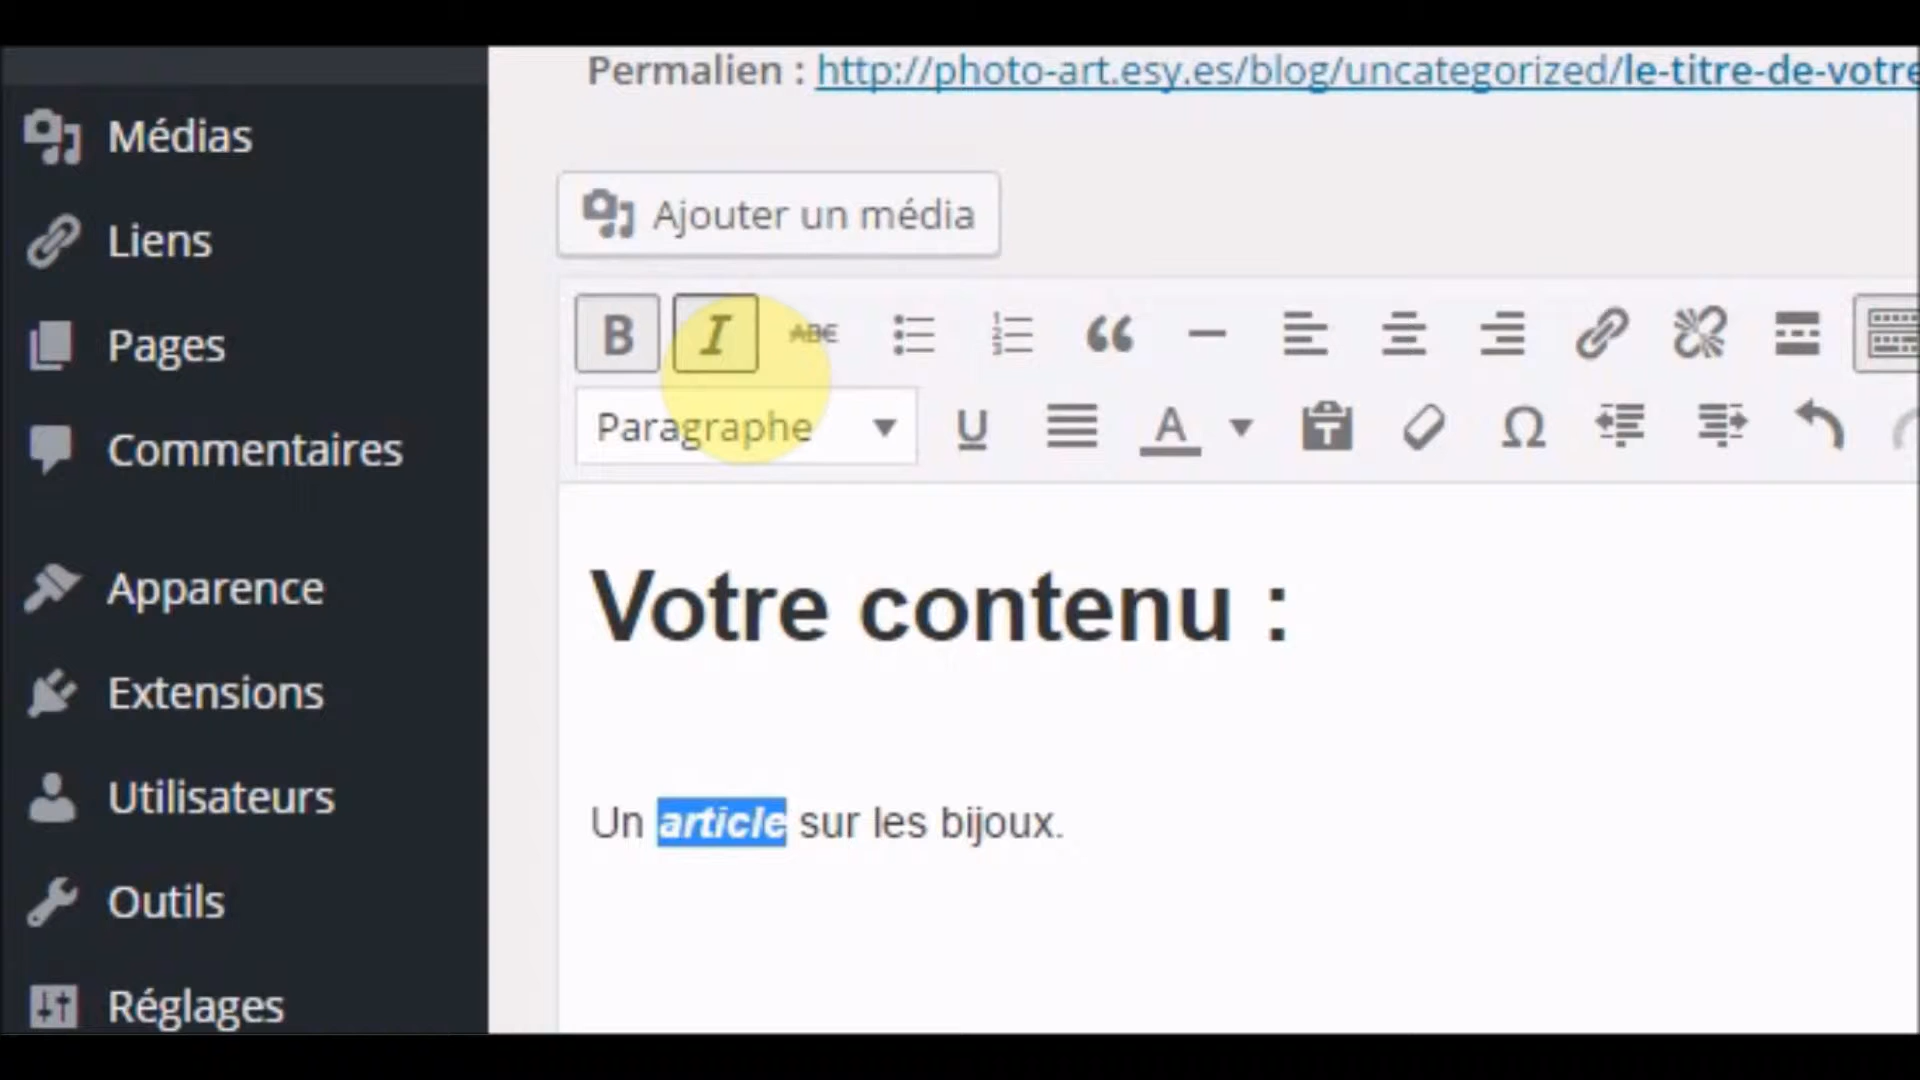 Permalien : http://photo-art.esy.es/blog/uncategorized/le-titre-de-votre
Médias
Liens
Pages
Commentaires
Apparence
Extensions
Utilisateurs
Outils
Réglages
Ajouter un média
B I ABC
Paragraphe U A T Ω
Votre contenu :
Un article sur les bijoux.